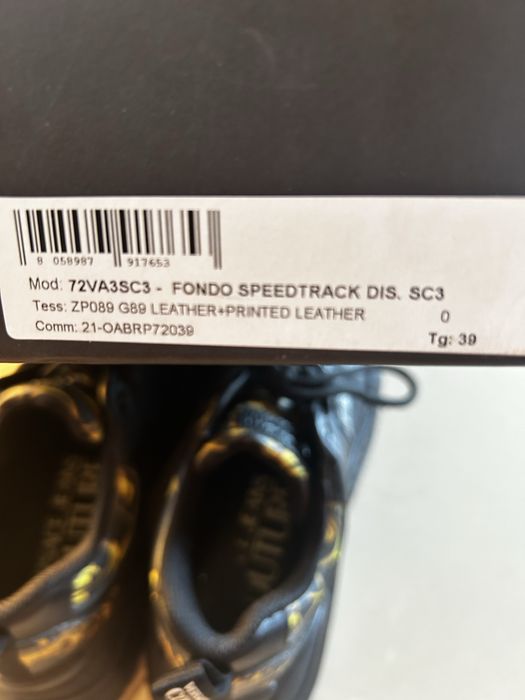 8 058987 917653
Mod: 72VA3SC3 - FONDO SPEEDTRACK DIS. SC3
Tess: ZP089 G89 LEATHER+PRINTED LEATHER 0
Comm: 21-OABRP72039 Tg: 39